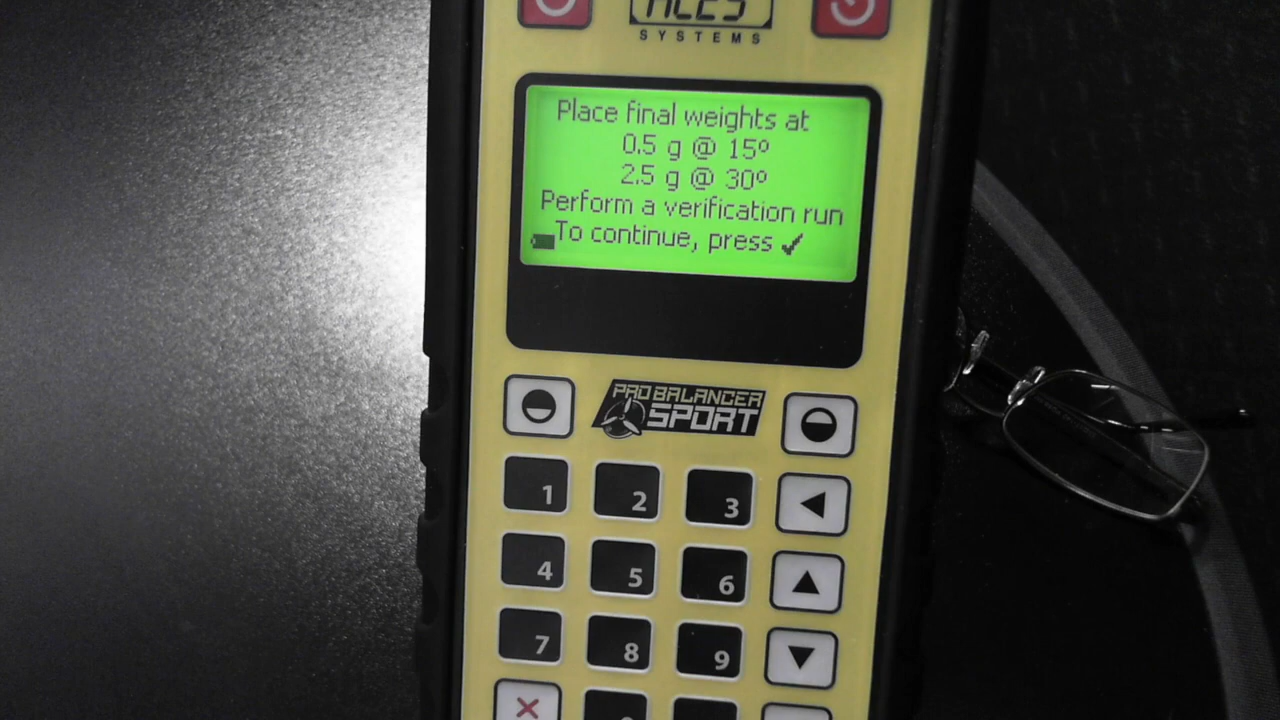 ACES
SYSTEMS
Place final weights at
0.5 g @ 15º
2.5 g @ 30º
Perform a verification run
To continue, press ✓
PRO BALANCER
SPORT
1
2
3
4
5
6
7
8
9